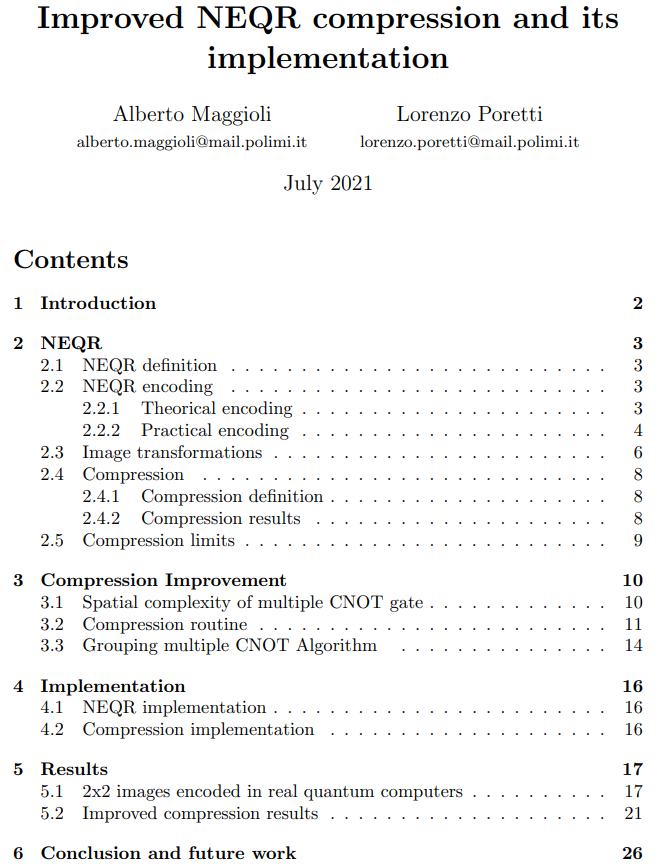 Improved NEQR compression and its
implementation
Alberto Maggioli Lorenzo Poretti
alberto.maggioli@mail.polimi.it lorenzo.poretti@mail.polimi.it
July 2021
Contents
1 Introduction 2
2 NEQR 3
2.1 NEQR definition . . . . . . . . . . . . . . . . . . . . . . . . . . . 3
2.2 NEQR encoding . . . . . . . . . . . . . . . . . . . . . . . . . . . 3
2.2.1 Theorical encoding . . . . . . . . . . . . . . . . . . . . . . 3
2.2.2 Practical encoding . . . . . . . . . . . . . . . . . . . . . . 4
2.3 Image transformations . . . . . . . . . . . . . . . . . . . . . . . . 6
2.4 Compression . . . . . . . . . . . . . . . . . . . . . . . . . . . . . 8
2.4.1 Compression definition . . . . . . . . . . . . . . . . . . . . 8
2.4.2 Compression results . . . . . . . . . . . . . . . . . . . . . 8
2.5 Compression limits . . . . . . . . . . . . . . . . . . . . . . . . . . 9
3 Compression Improvement 10
3.1 Spatial complexity of multiple CNOT gate . . . . . . . . . . . . . 10
3.2 Compression routine . . . . . . . . . . . . . . . . . . . . . . . . . 11
3.3 Grouping multiple CNOT Algorithm . . . . . . . . . . . . . . . 14
4 Implementation 16
4.1 NEQR implementation . . . . . . . . . . . . . . . . . . . . . . . . 16
4.2 Compression implementation . . . . . . . . . . . . . . . . . . . . 16
5 Results 17
5.1 2x2 images encoded in real quantum computers . . . . . . . . . . 17
5.2 Improved compression results . . . . . . . . . . . . . . . . . . . . 21
6 Conclusion and future work 26